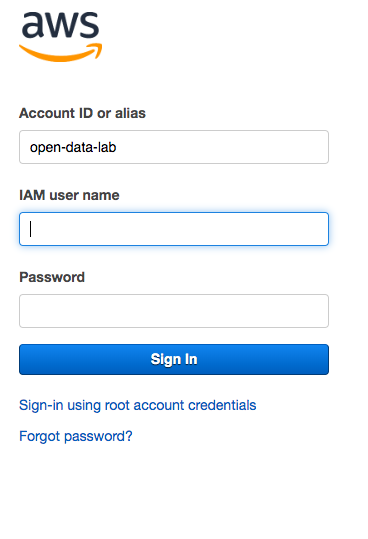 aws
Account ID or alias
open-data-lab
IAM user name
Password
Sign In
Sign-in using root account credentials
Forgot password?